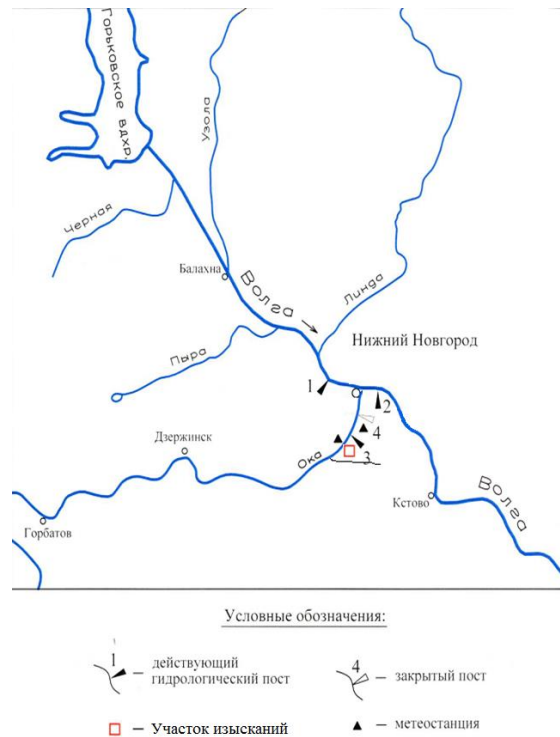 Горьковское вдхр.
Узола
Черная
Балахна
Волга
Линда
Нижний Новгород
Пыра
1
2
4
3
Дзержинск
Ока
Кстово
Волга
Горбатов
Условные обозначения:
1 — действующий
гидрологический пост
4 — закрытый пост
— Участок изысканий
— метеостанция